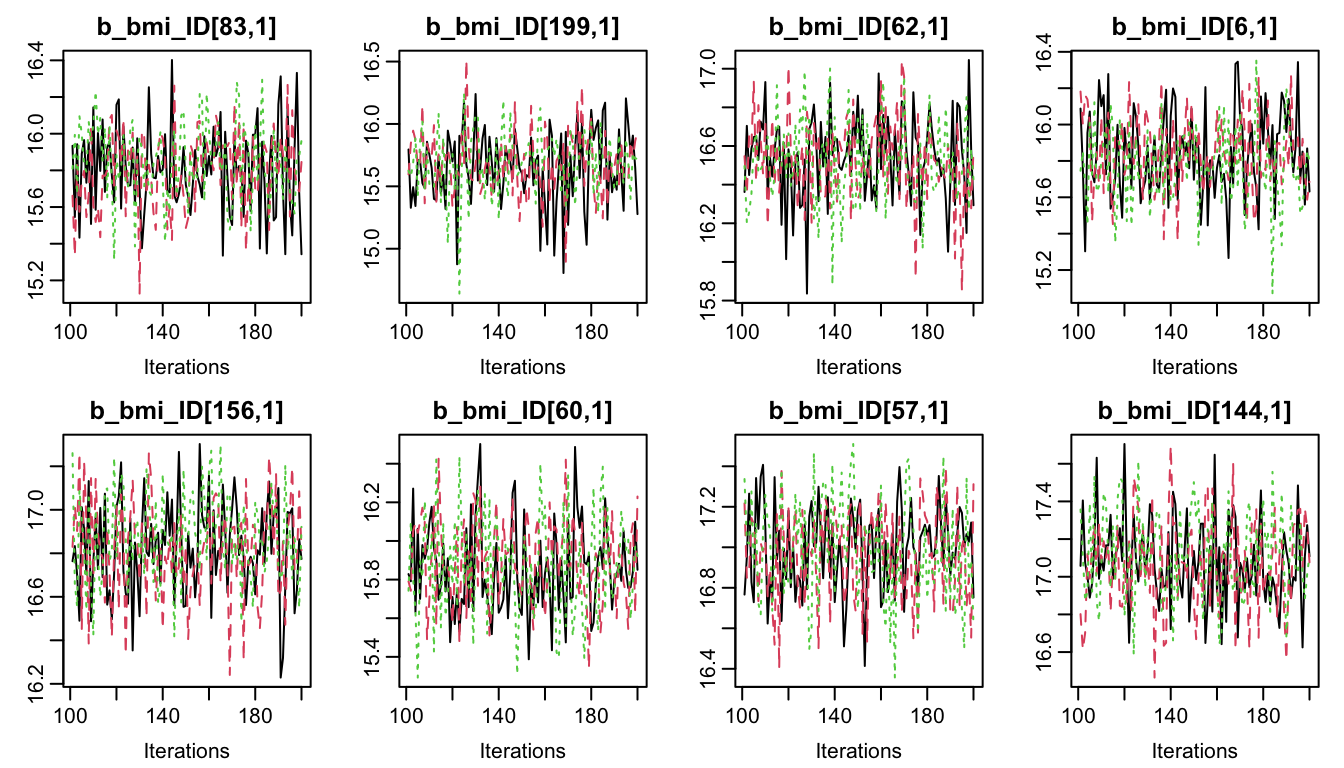 b_bmi_ID[83,1]
16.4
16.0
15.6
15.2
100 140 180
Iterations
b_bmi_ID[199,1]
16.5
16.0
15.5
15.0
100 140 180
Iterations
b_bmi_ID[62,1]
17.0
16.6
16.2
15.8
100 140 180
Iterations
b_bmi_ID[6,1]
16.4
16.0
15.6
15.2
100 140 180
Iterations
b_bmi_ID[156,1]
17.0
16.6
16.2
100 140 180
Iterations
b_bmi_ID[60,1]
16.2
15.8
15.4
100 140 180
Iterations
b_bmi_ID[57,1]
17.2
16.8
16.4
100 140 180
Iterations
b_bmi_ID[144,1]
17.4
17.0
16.6
100 140 180
Iterations